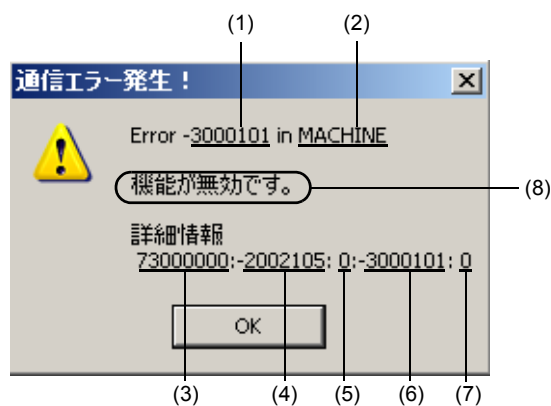 (1) (2)
通信エラー発生！
Error -3000101 in MACHINE
機能が無効です。
(8)
詳細情報
73000000:-2002105: 0:-3000101: 0
OK
(3) (4) (5) (6) (7)